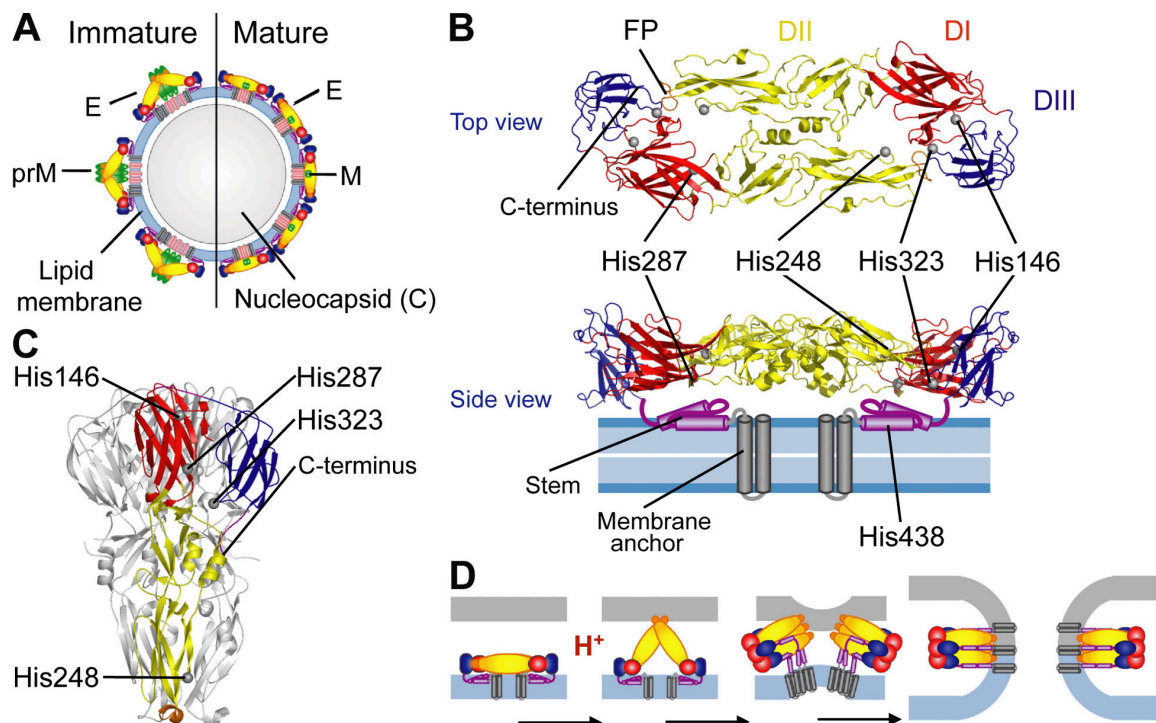 A
Immature
Mature
E
E
prM
M
Lipid
membrane
Nucleocapsid (C)
B
FP
DII
DI
DIII
Top view
C-terminus
His287
His248
His323
His146
Side view
Stem
Membrane
anchor
His438
C
His146
His287
His323
C-terminus
His248
D
H+